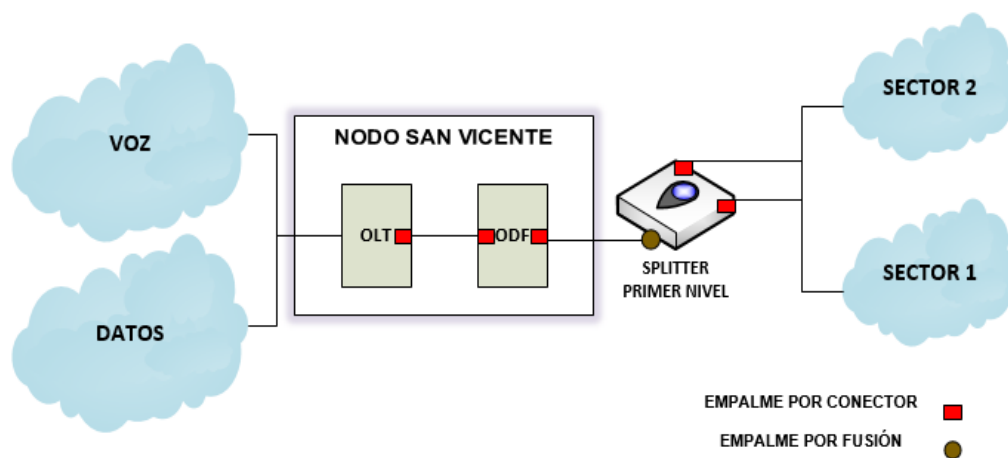 VOZ
DATOS
NODO SAN VICENTE
OLT
ODF
SPLITTER
PRIMER NIVEL
SECTOR 2
SECTOR 1
EMPALME POR CONECTOR
EMPALME POR FUSIÓN